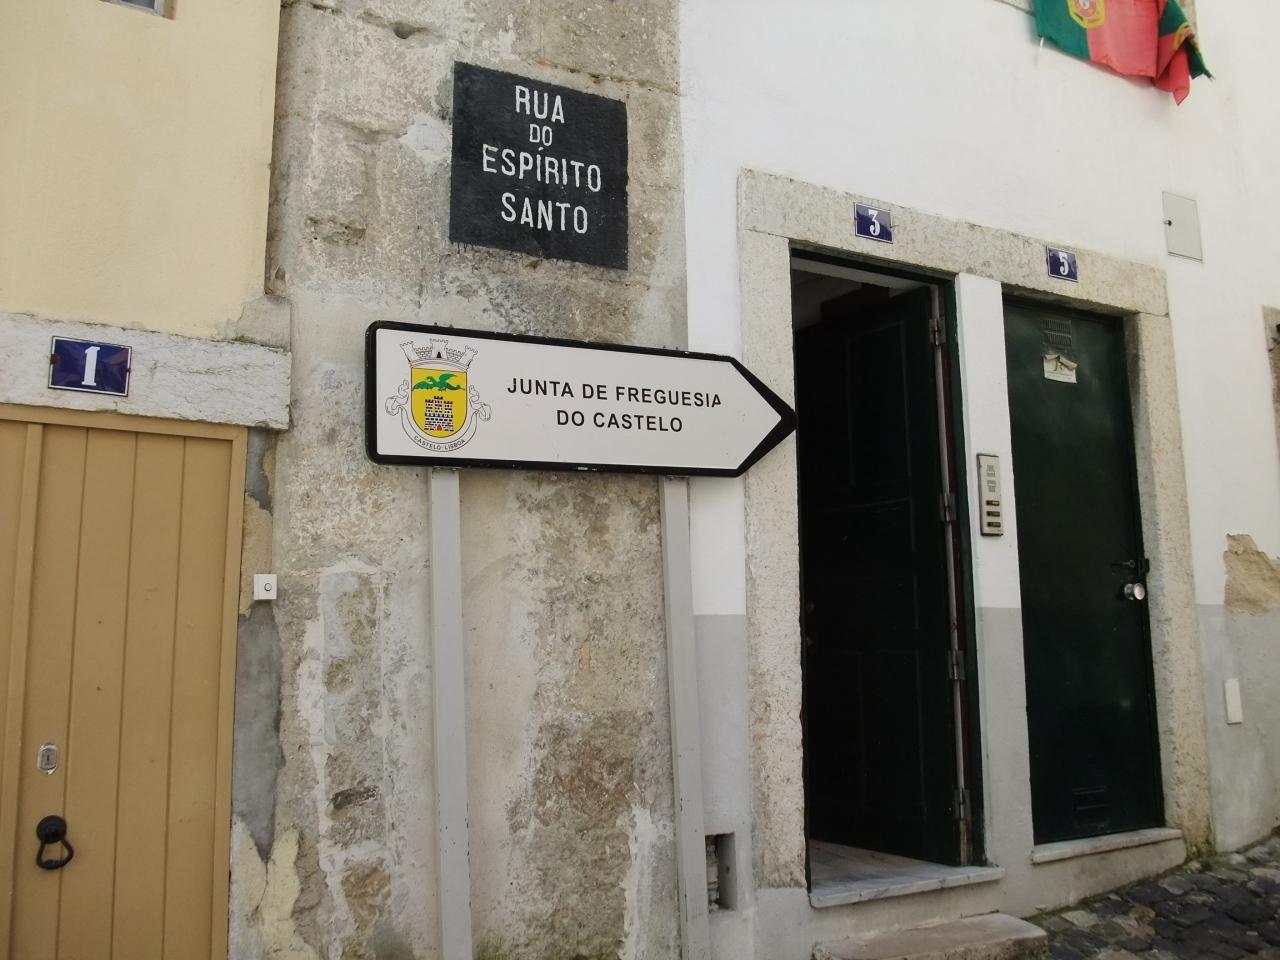 RUA
DO
ESPÍRITO
SANTO
3
5
1
JUNTA DE FREGUESIA
DO CASTELO
CASTELO - LISBOA